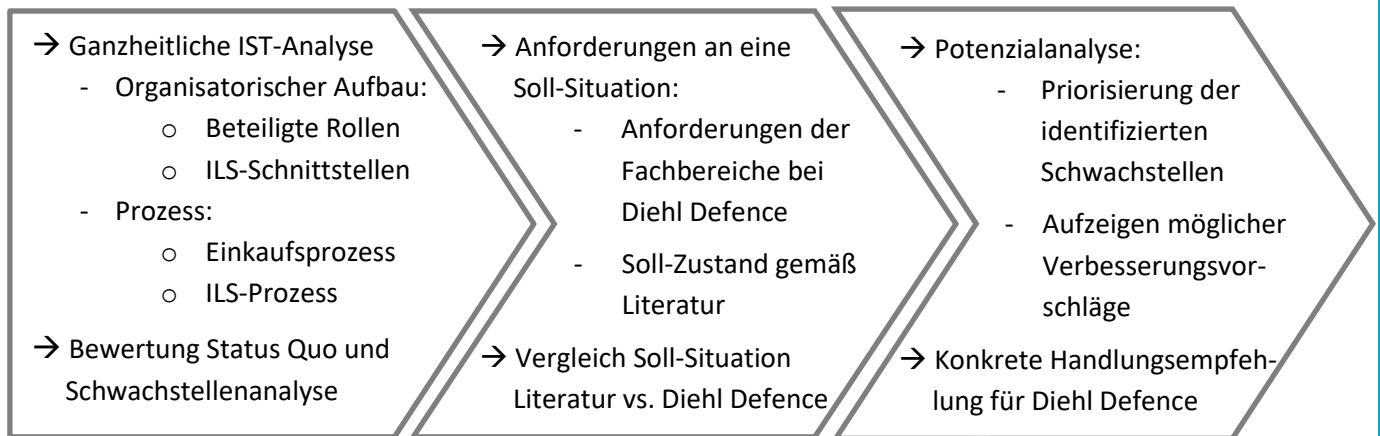 → Ganzheitliche IST-Analyse
- Organisatorischer Aufbau:
o Beteiligte Rollen
o ILS-Schnittstellen
- Prozess:
o Einkaufsprozess
o ILS-Prozess
→ Bewertung Status Quo und
Schwachstellenanalyse
→ Anforderungen an eine
Soll-Situation:
- Anforderungen der
Fachbereiche bei
Diehl Defence
- Soll-Zustand gemäß
Literatur
→ Vergleich Soll-Situation
Literatur vs. Diehl Defence
→ Potenzialanalyse:
- Priorisierung der
identifizierten
Schwachstellen
- Aufzeigen möglicher
Verbesserungsvor-
schläge
→ Konkrete Handlungsempfeh-
lung für Diehl Defence